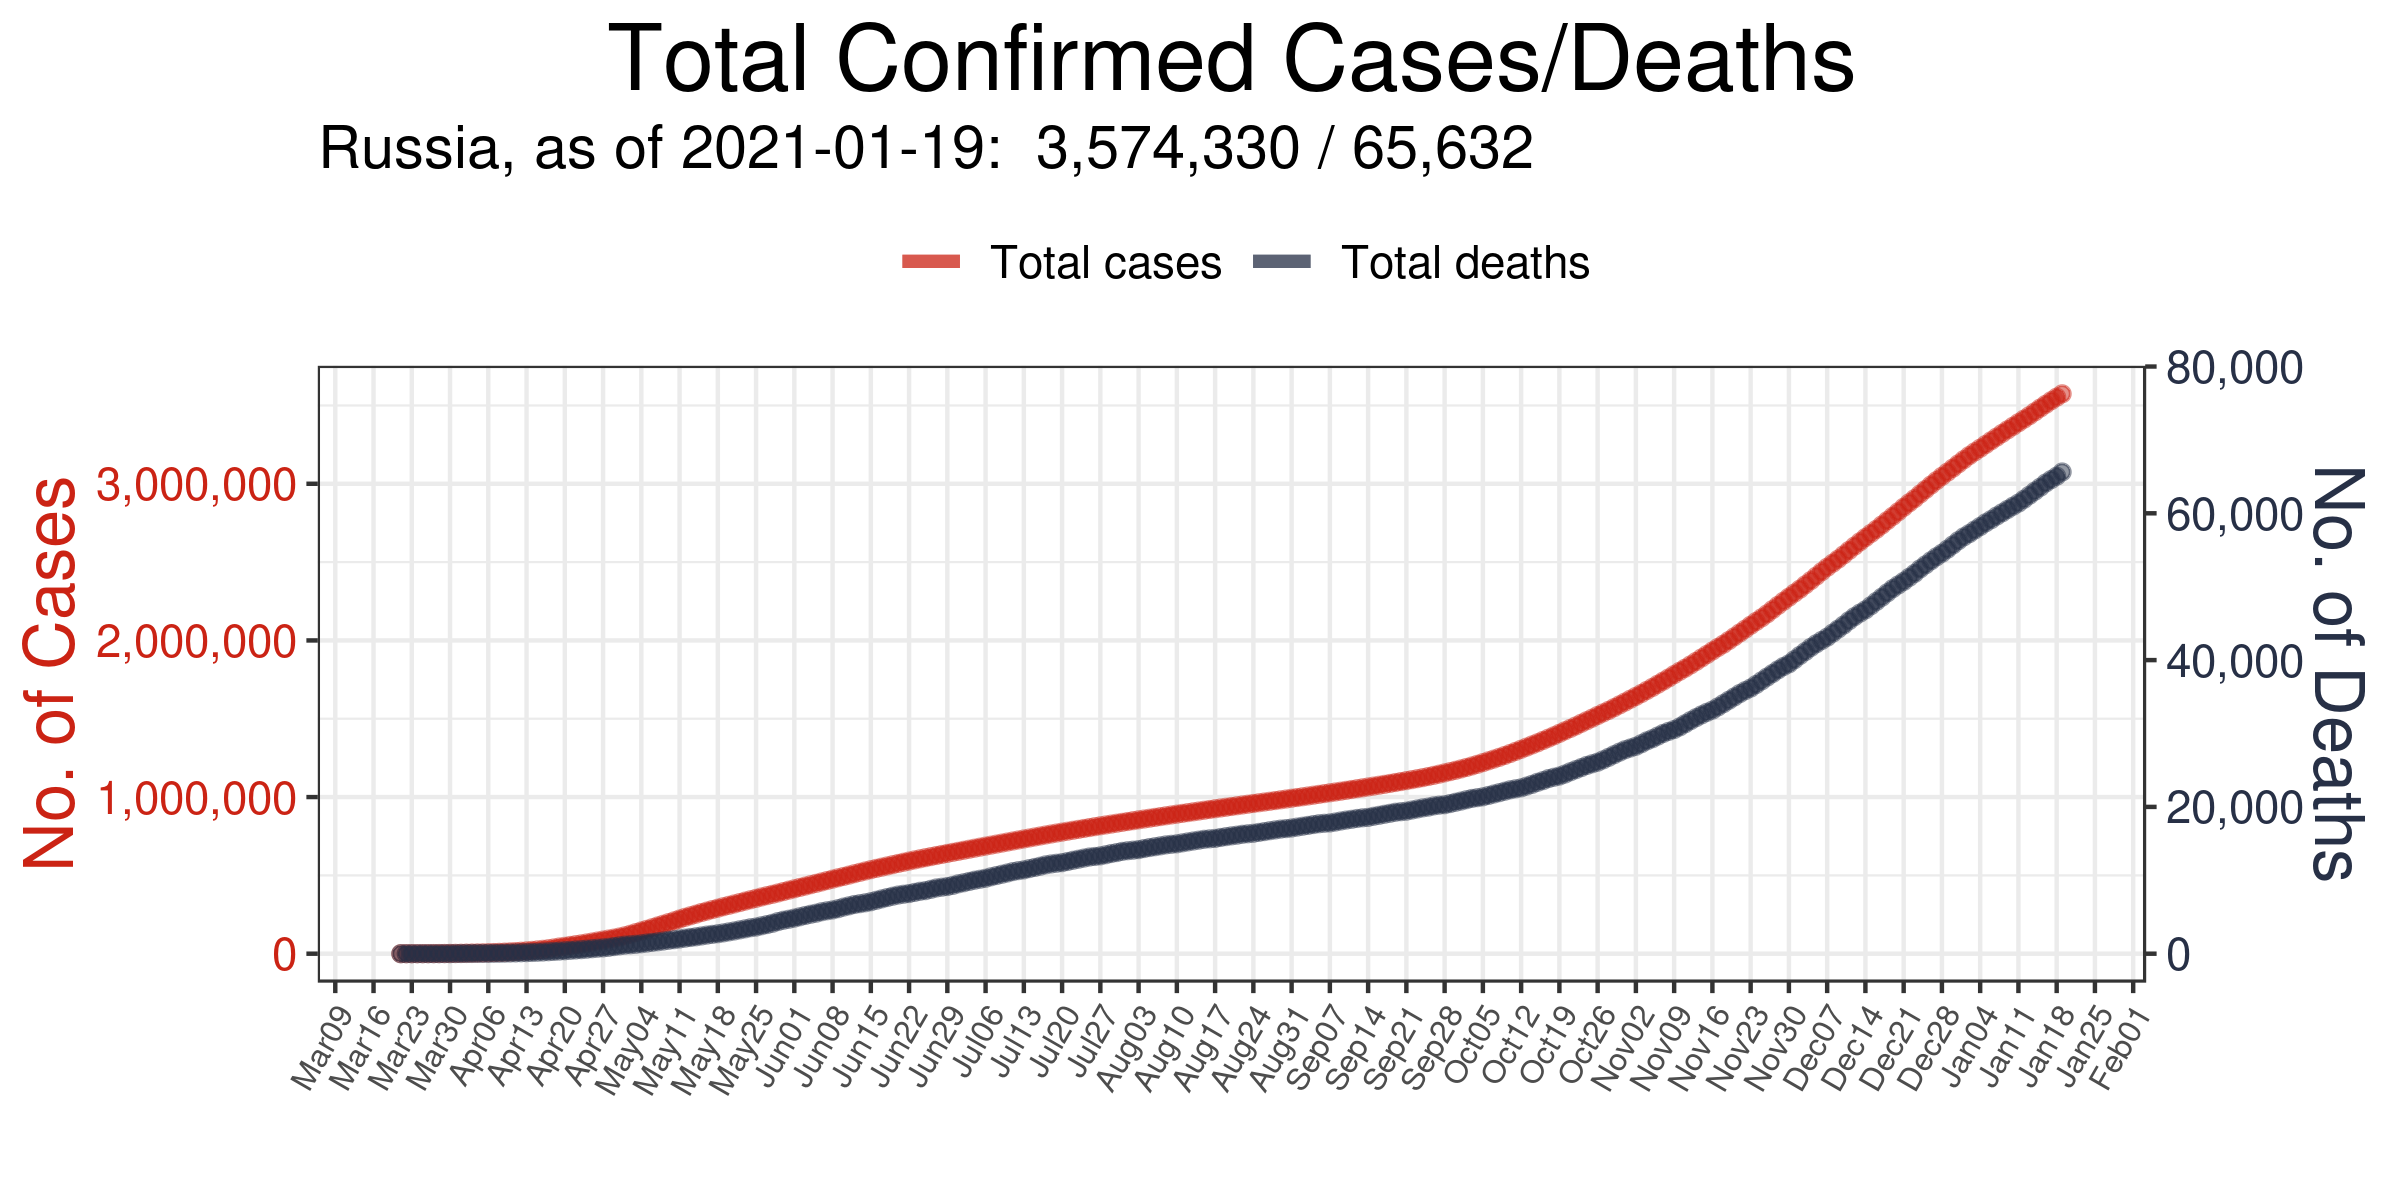 Total Confirmed Cases/Deaths
Russia, as of 2021-01-19:  3,574,330 / 65,632
Total cases
Total deaths
No. of Cases
3,000,000
2,000,000
1,000,000
0
80,000
60,000
40,000
20,000
0
No. of Deaths
Mar09
Mar16
Mar23
Mar30
Apr06
Apr13
Apr20
Apr27
May04
May11
May18
May25
Jun01
Jun08
Jun15
Jun22
Jun29
Jul06
Jul13
Jul20
Jul27
Aug03
Aug10
Aug17
Aug24
Aug31
Sep07
Sep14
Sep21
Sep28
Oct05
Oct12
Oct19
Oct26
Nov02
Nov09
Nov16
Nov23
Nov30
Dec07
Dec14
Dec21
Dec28
Jan04
Jan11
Jan18
Jan25
Feb01